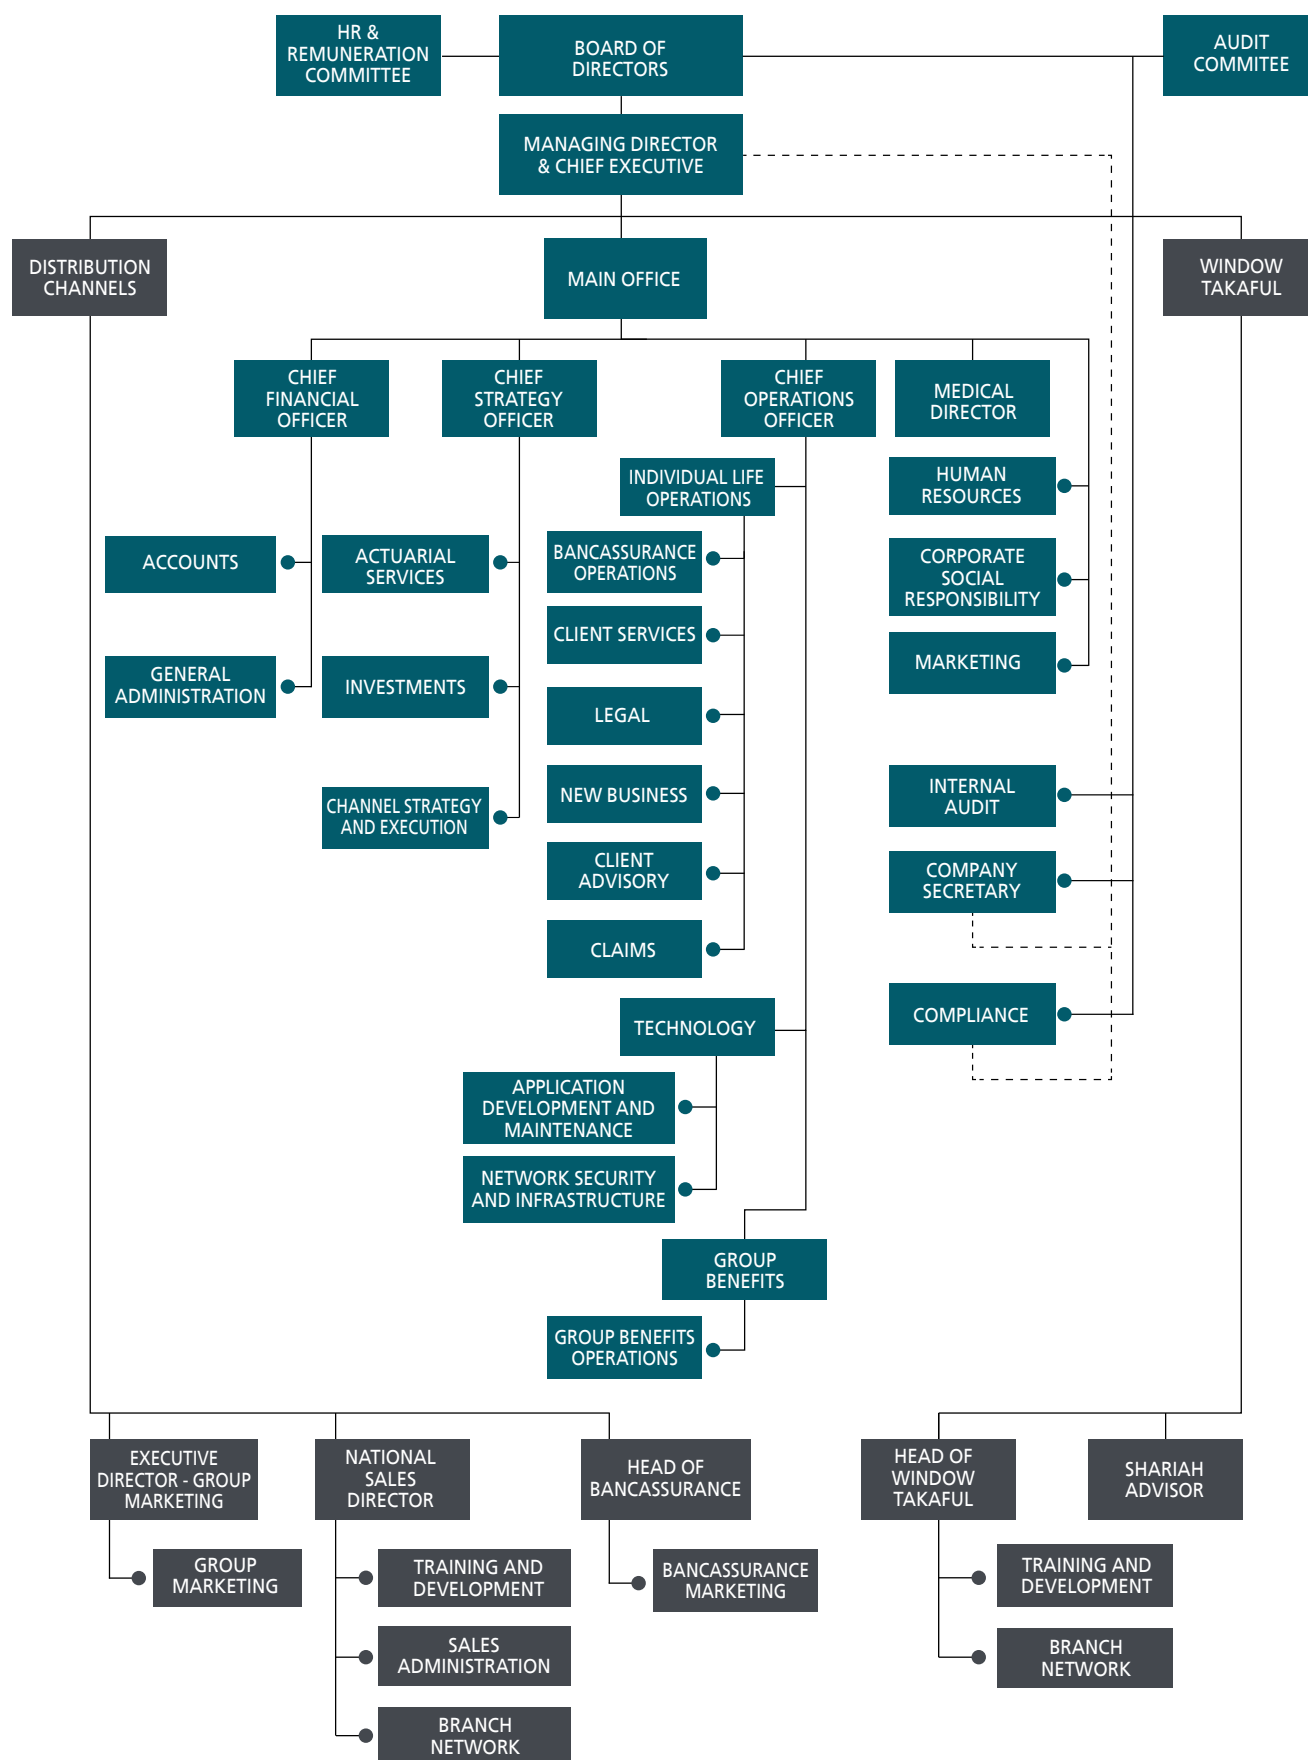 HR &
REMUNERATION
COMMITTEE
BOARD OF
DIRECTORS
AUDIT
COMMITEE
MANAGING DIRECTOR
& CHIEF EXECUTIVE
DISTRIBUTION
CHANNELS
MAIN OFFICE
WINDOW
TAKAFUL
CHIEF
FINANCIAL
OFFICER
CHIEF
STRATEGY
OFFICER
CHIEF
OPERATIONS
OFFICER
MEDICAL
DIRECTOR
ACCOUNTS
GENERAL
ADMINISTRATION
ACTUARIAL
SERVICES
INVESTMENTS
CHANNEL STRATEGY
AND EXECUTION
INDIVIDUAL LIFE
OPERATIONS
BANCASSURANCE
OPERATIONS
CLIENT SERVICES
LEGAL
NEW BUSINESS
CLIENT
ADVISORY
CLAIMS
TECHNOLOGY
APPLICATION
DEVELOPMENT AND
MAINTENANCE
NETWORK SECURITY
AND INFRASTRUCTURE
GROUP
BENEFITS
GROUP BENEFITS
OPERATIONS
HUMAN
RESOURCES
CORPORATE
SOCIAL
RESPONSIBILITY
MARKETING
INTERNAL
AUDIT
COMPANY
SECRETARY
COMPLIANCE
EXECUTIVE
DIRECTOR - GROUP
MARKETING
GROUP
MARKETING
NATIONAL
SALES
DIRECTOR
TRAINING AND
DEVELOPMENT
SALES
ADMINISTRATION
BRANCH
NETWORK
HEAD OF
BANCASSURANCE
BANCASSURANCE
MARKETING
HEAD OF
WINDOW
TAKAFUL
TRAINING AND
DEVELOPMENT
BRANCH
NETWORK
SHARIAH
ADVISOR